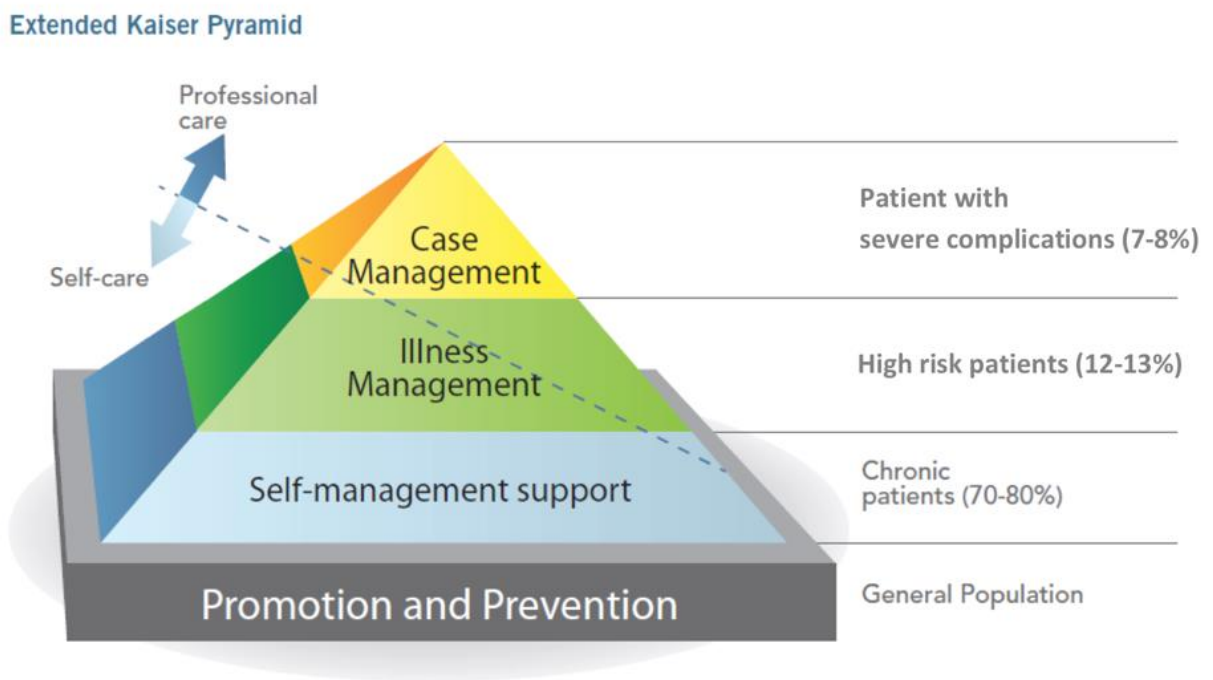 Extended Kaiser Pyramid
Professional
care
Self-care
Case
Management
Illness
Management
Self-management support
Promotion and Prevention
Patient with
severe complications (7-8%)
High risk patients (12-13%)
Chronic
patients (70-80%)
General Population